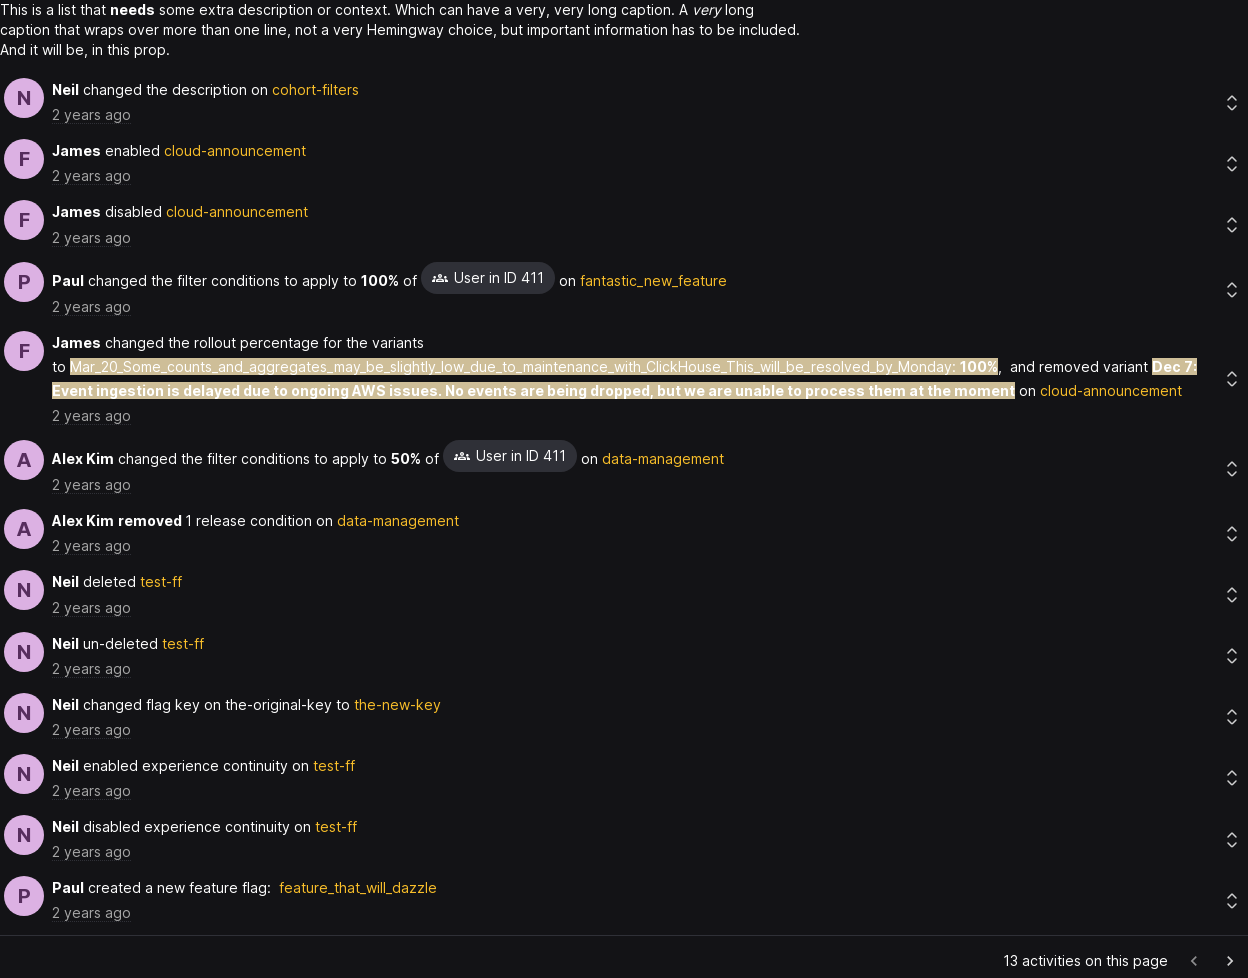 This is a list that needs some extra description or context. Which can have a very, very long caption. A very long
caption that wraps over more than one line, not a very Hemingway choice, but important information has to be included.
And it will be, in this prop.
N
Neil changed the description on cohort-filters
2 years ago
F
James enabled cloud-announcement
2 years ago
F
James disabled cloud-announcement
2 years ago
P
Paul changed the filter conditions to apply to 100% of User in ID 411 on fantastic_new_feature
2 years ago
F
James changed the rollout percentage for the variants
to Mar_20_Some_counts_and_aggregates_may_be_slightly_low_due_to_maintenance_with_ClickHouse_This_will_be_resolved_by_Monday: 100%, and removed variant Dec 7:
Event ingestion is delayed due to ongoing AWS issues. No events are being dropped, but we are unable to process them at the moment on cloud-announcement
2 years ago
A
Alex Kim changed the filter conditions to apply to 50% of User in ID 411 on data-management
2 years ago
A
Alex Kim removed 1 release condition on data-management
2 years ago
N
Neil deleted test-ff
2 years ago
N
Neil un-deleted test-ff
2 years ago
N
Neil changed flag key on the-original-key to the-new-key
2 years ago
N
Neil enabled experience continuity on test-ff
2 years ago
N
Neil disabled experience continuity on test-ff
2 years ago
P
Paul created a new feature flag: feature_that_will_dazzle
2 years ago
13 activities on this page